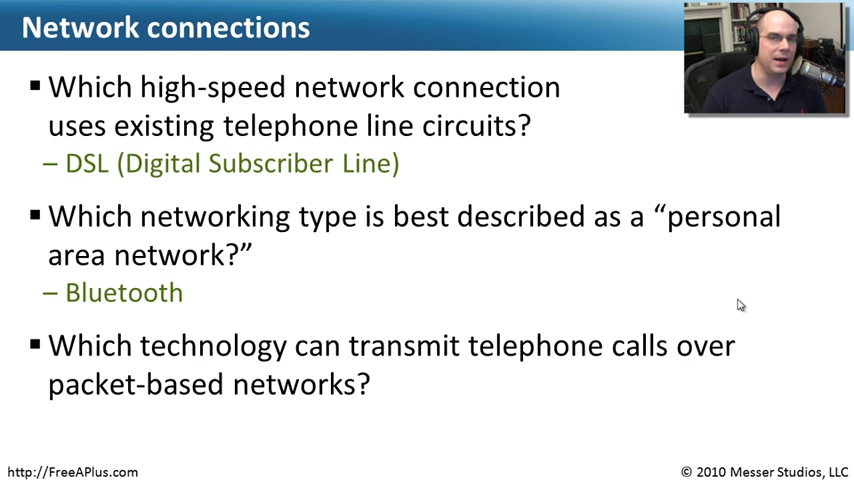 Network connections
▪ Which high-speed network connection
uses existing telephone line circuits?
– DSL (Digital Subscriber Line)
▪ Which networking type is best described as a “personal
area network?”
– Bluetooth
▪ Which technology can transmit telephone calls over
packet-based networks?
http://FreeAPlus.com
© 2010 Messer Studios, LLC